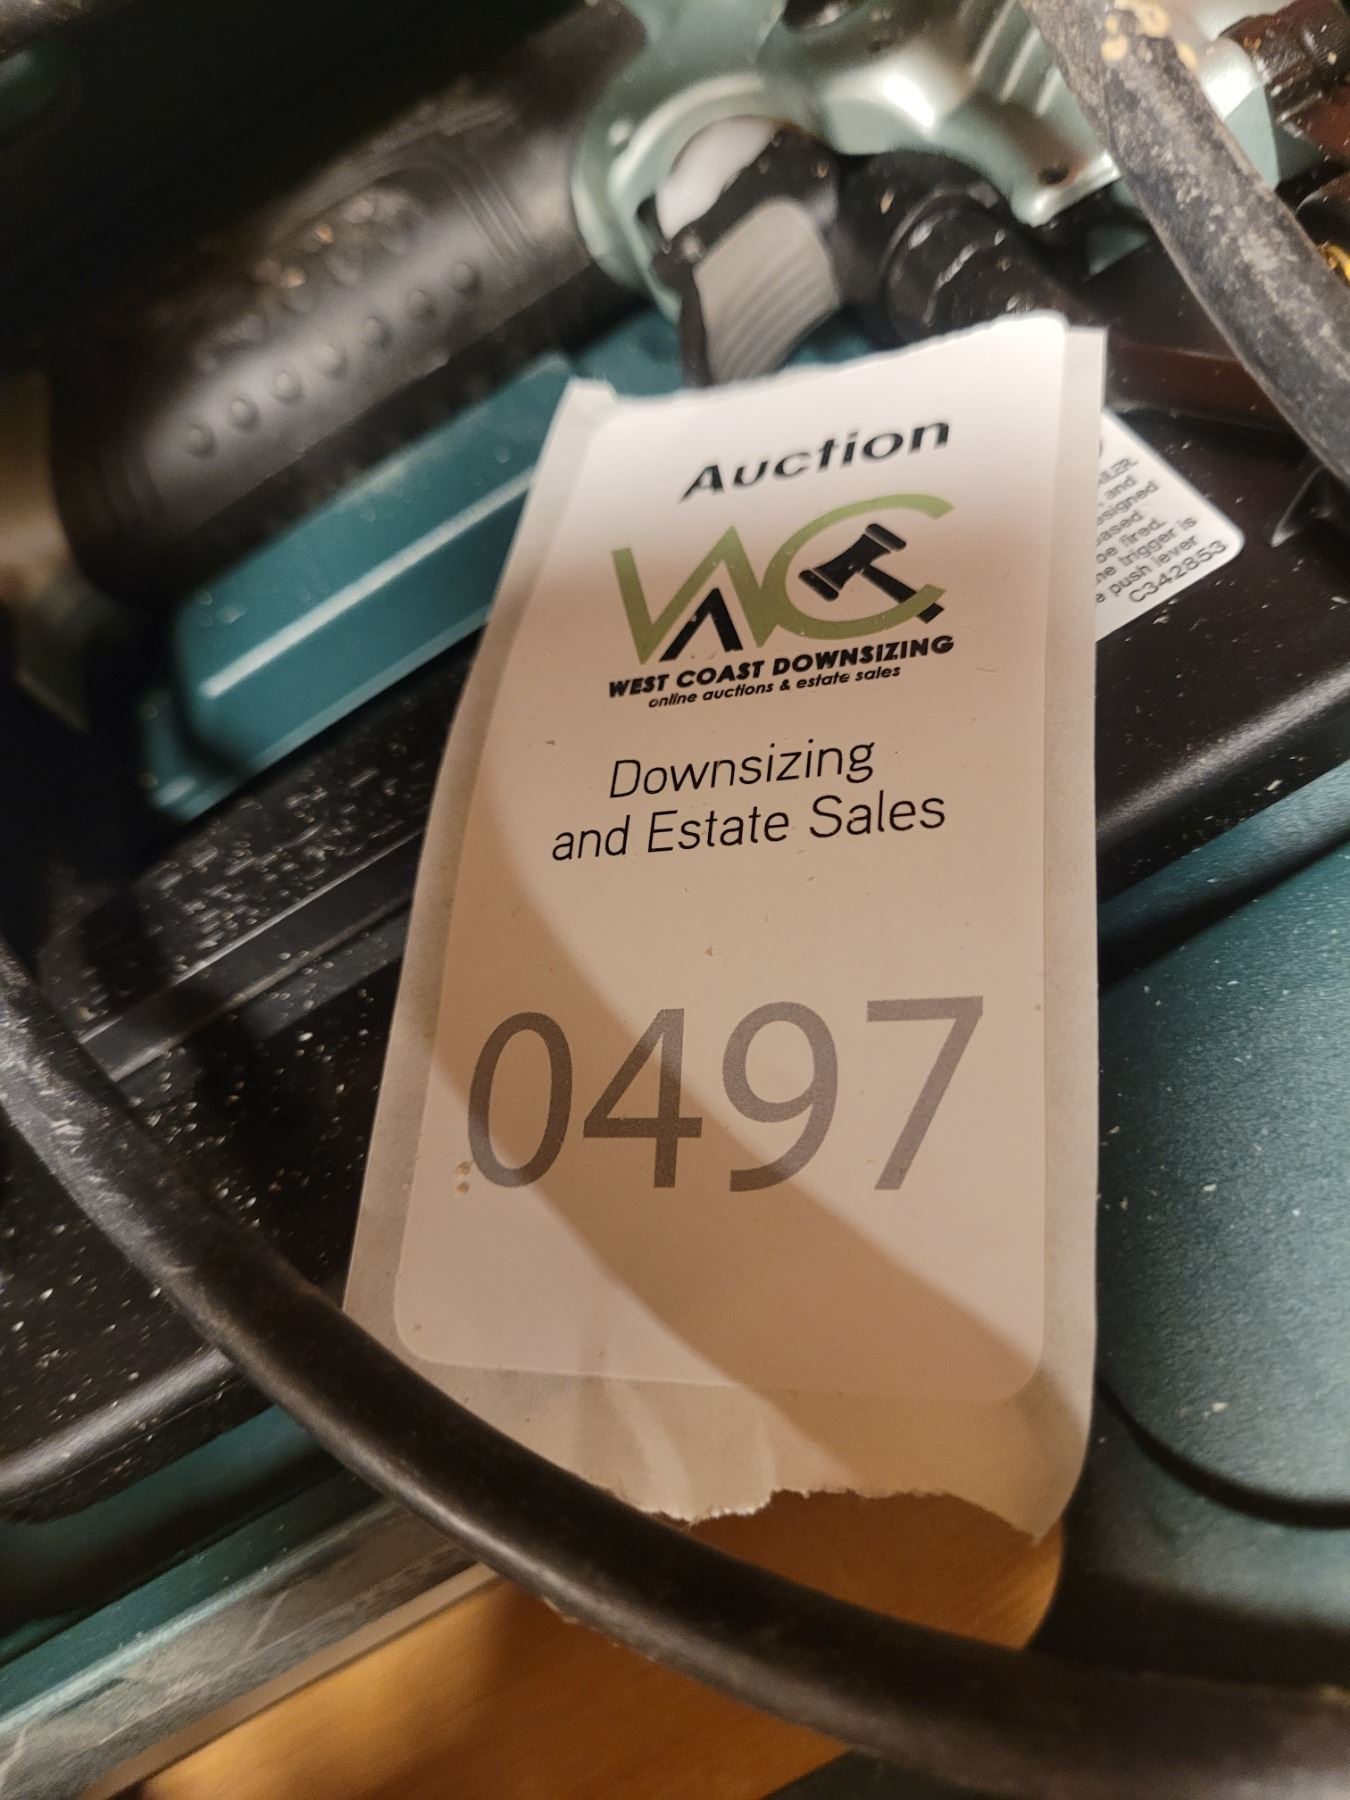 Auction
WC
WEST COAST DOWNSIZING
online auctions & estate sales
Downsizing
and Estate Sales
0497
and
be fired.
trigger is
push lever
C342853